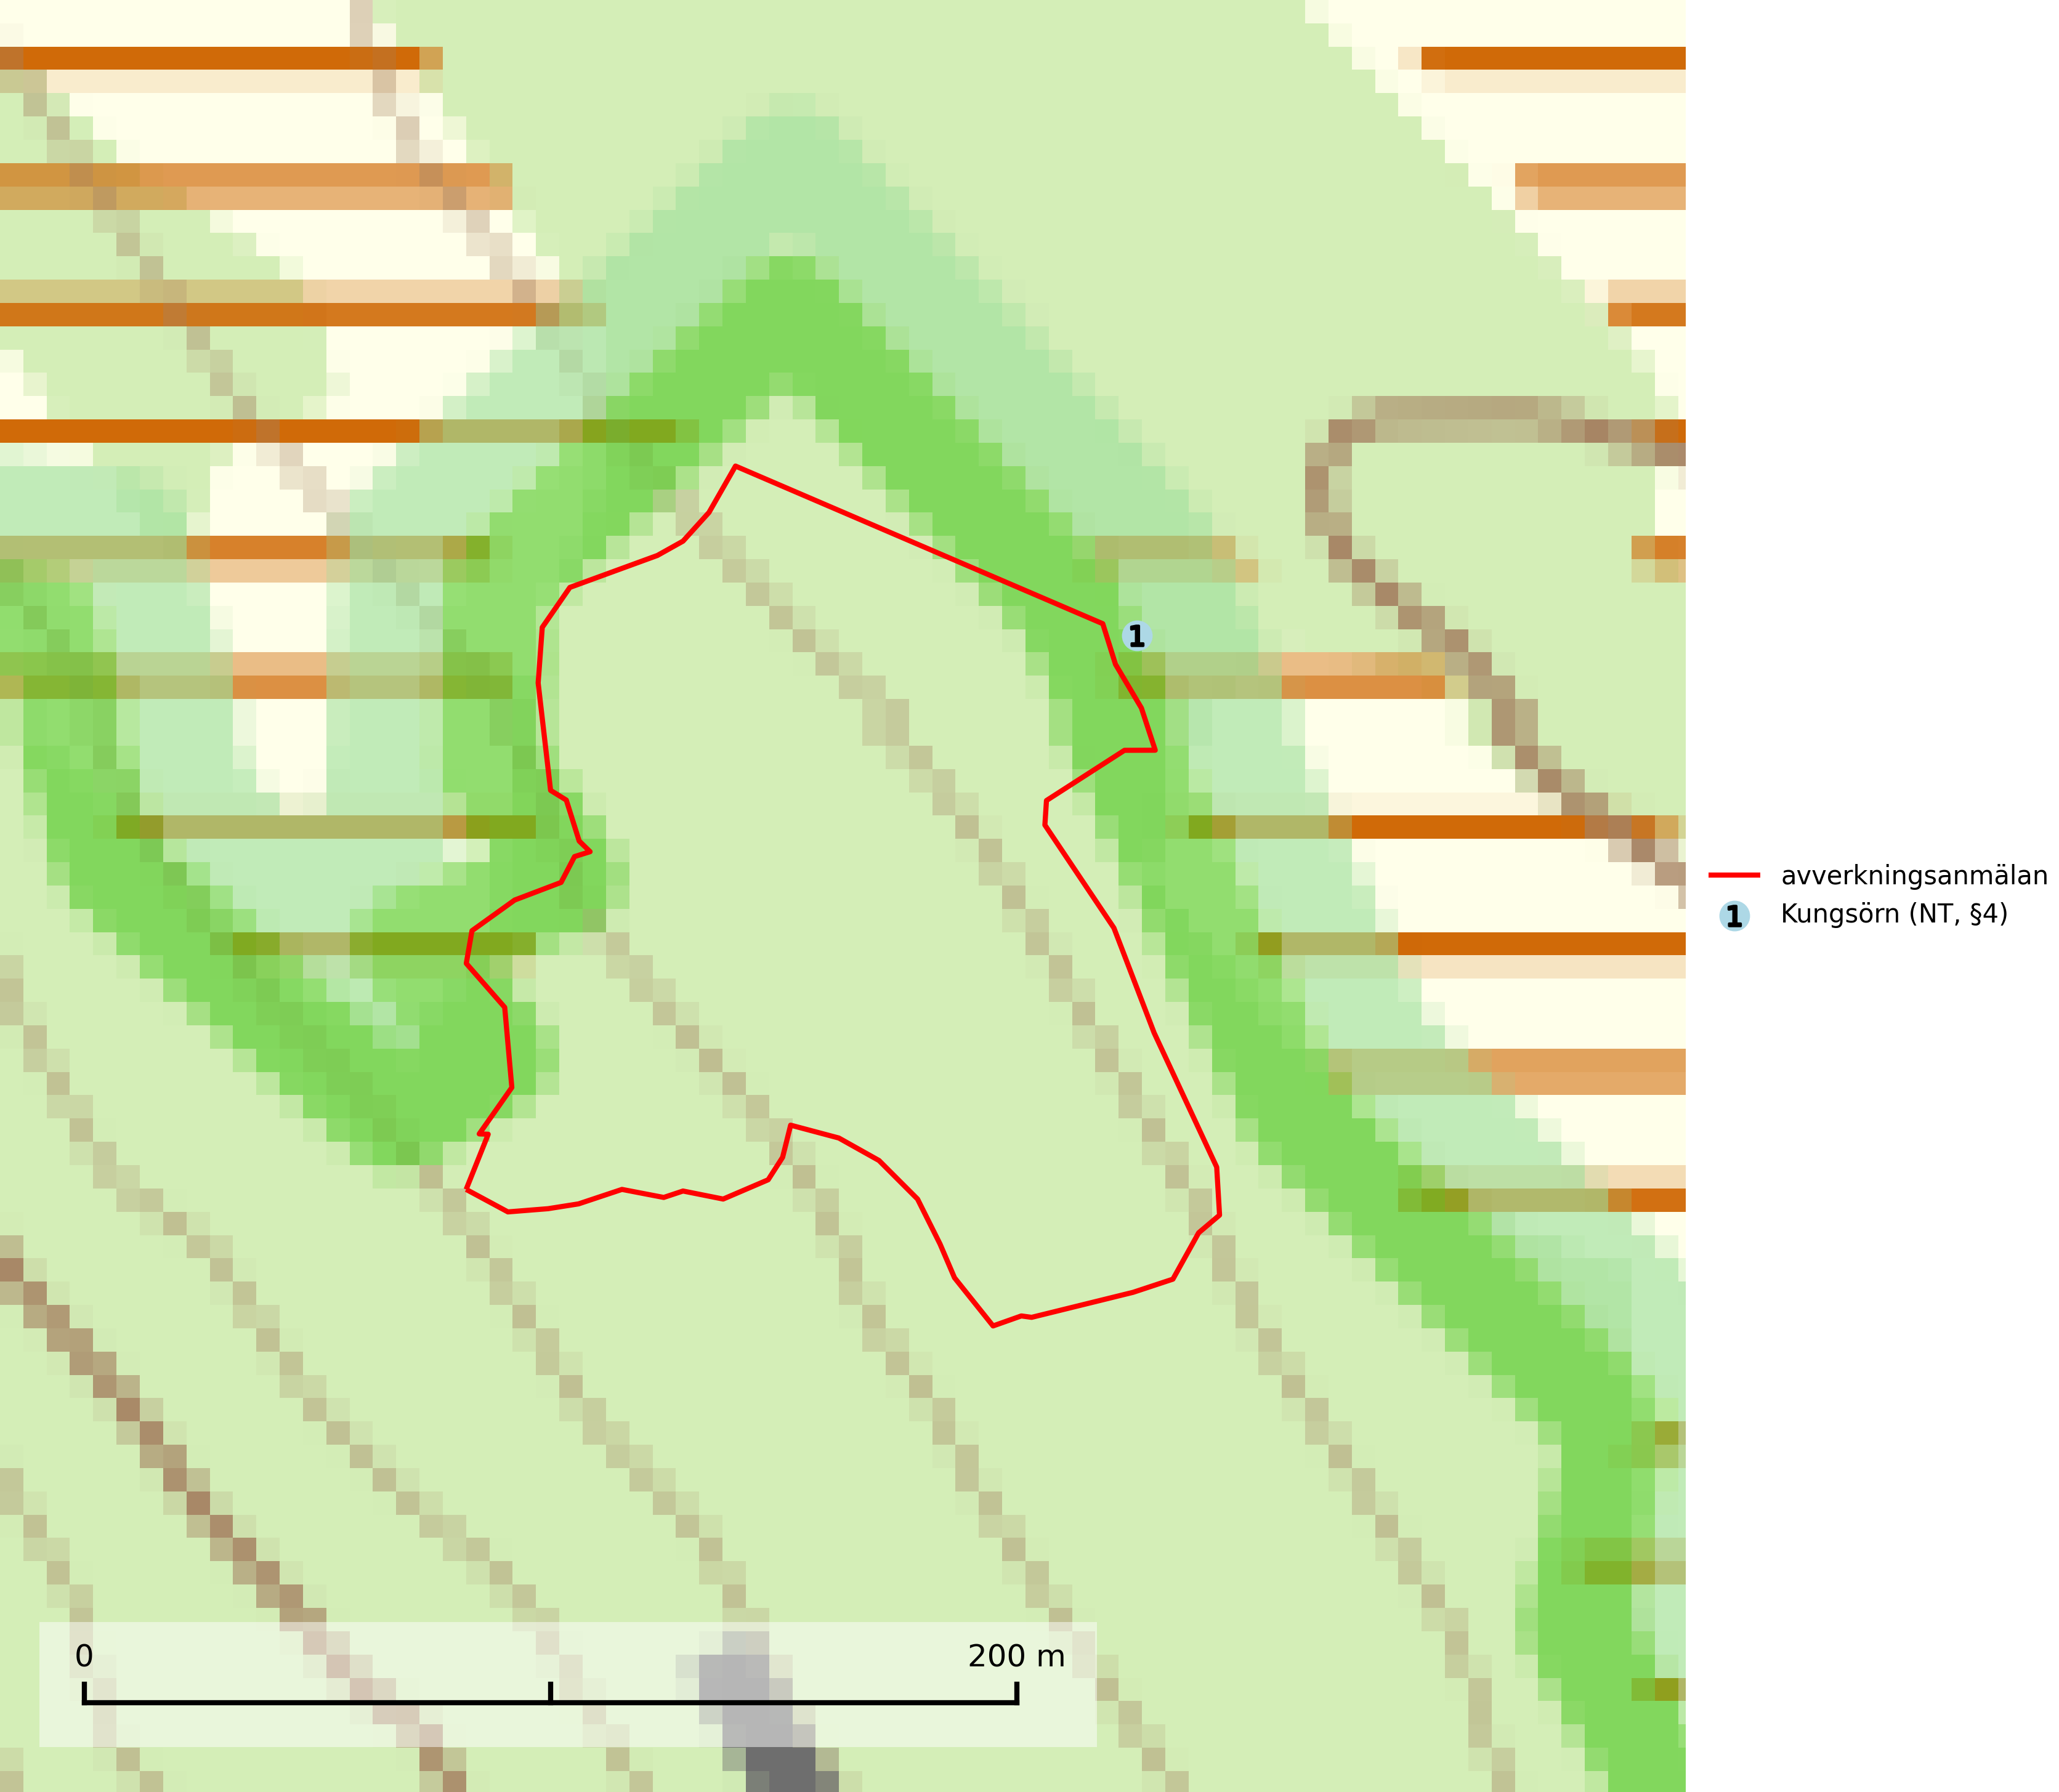 1
avverkningsanmälan
1 Kungsörn (NT, §4)
0 200 m